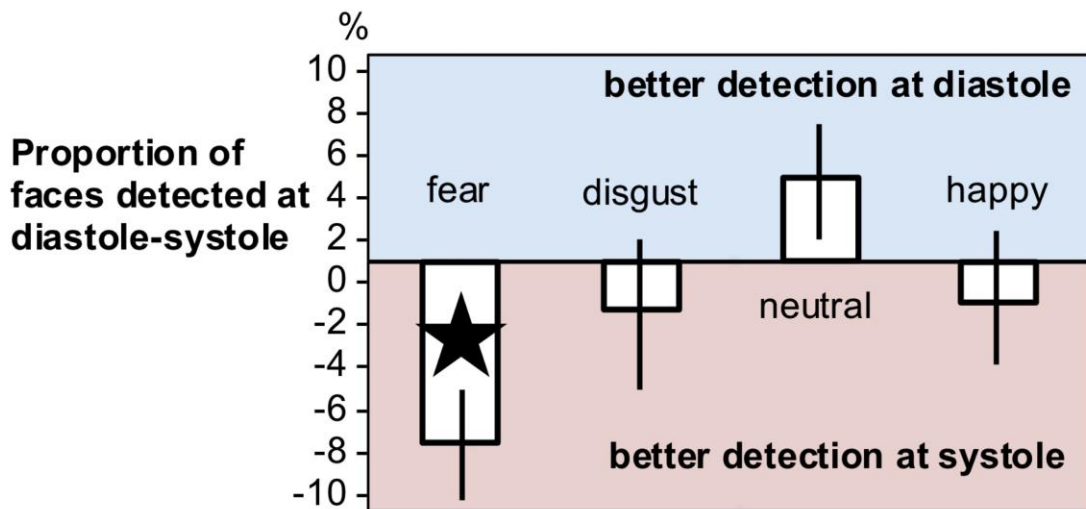 %
10
8
6
4
2
0
-2
-4
-6
-8
-10
Proportion of
faces detected at
diastole-systole
better detection at diastole
fear
disgust
happy
neutral
better detection at systole